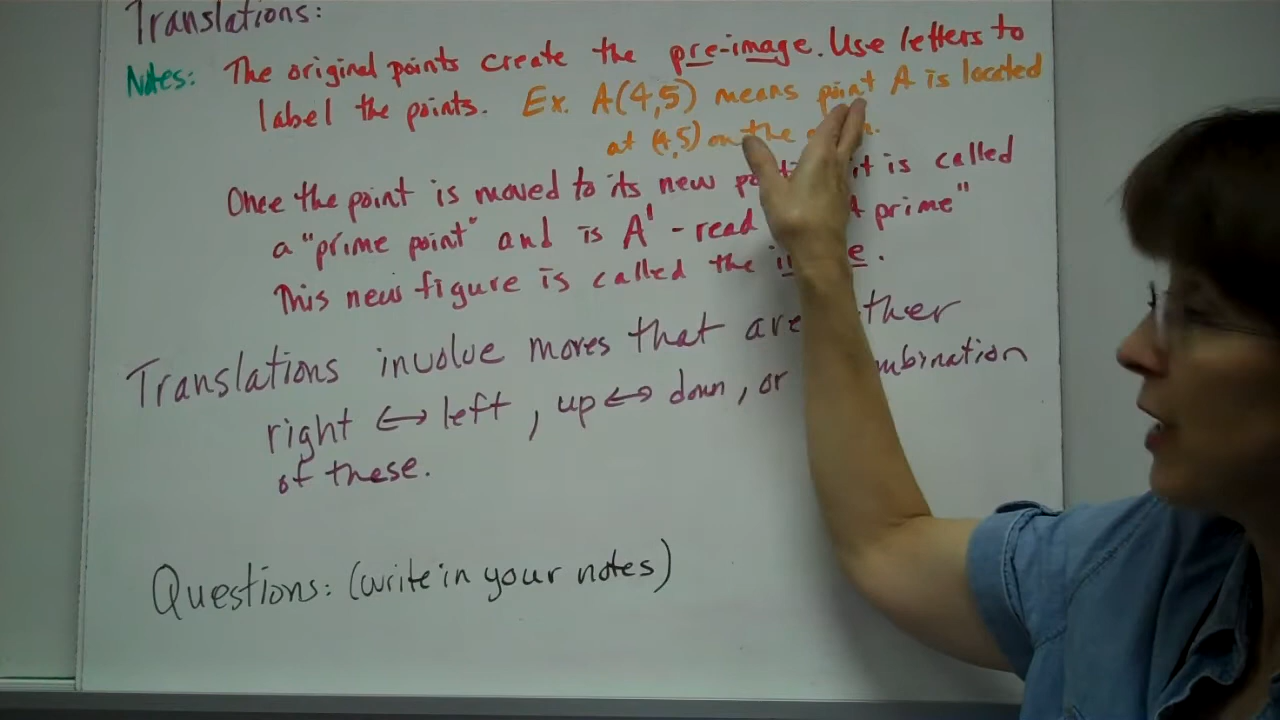 Translations:
Notes: The original points create the pre-image. Use letters to
label the points. Ex. A(4,5) means point A is located
at (4,5) on the
Once the point is moved to its new it is called
a "prime point" and is A' - read A prime"
This new figure is called the
Translations involve moves that are
right ↔ left, up ↔ down, or
of these.
Questions: (write in your notes)